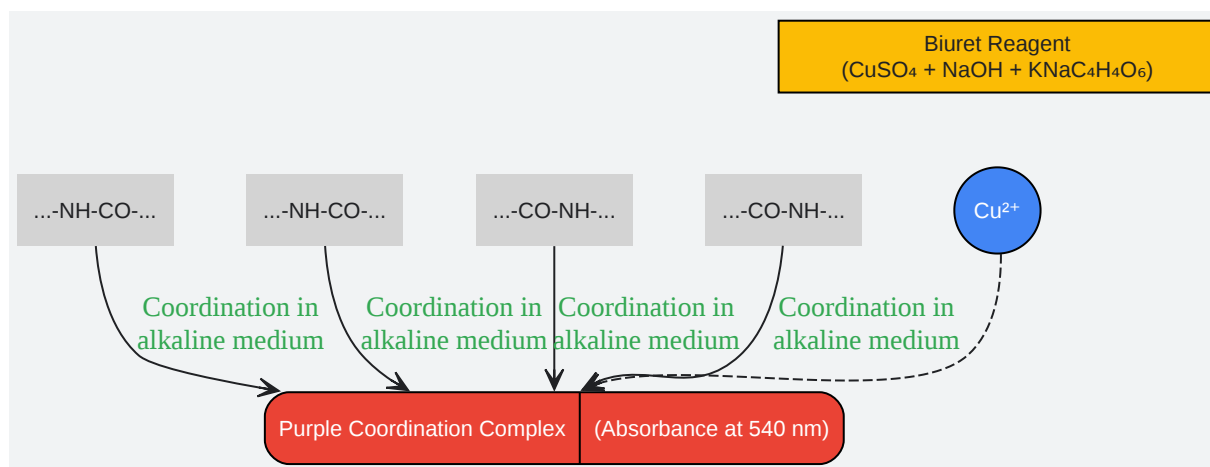 Biuret Reagent
(CuSO₄ + NaOH + KNaC₄H₄O₆)
...-NH-CO-...
...-NH-CO-...
...-CO-NH-...
...-CO-NH-...
Cu²⁺
Coordination in
alkaline medium
Coordination in
alkaline medium
Coordination in
alkaline medium
Coordination in
alkaline medium
Purple Coordination Complex
(Absorbance at 540 nm)